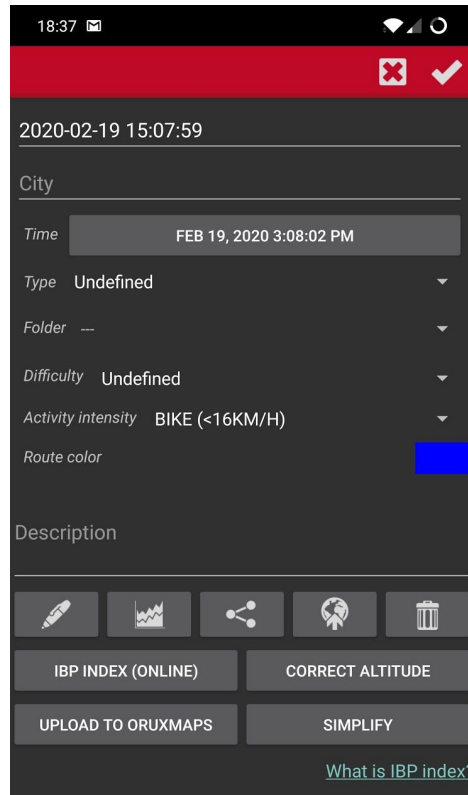 18:37
2020-02-19 15:07:59
City
Time FEB 19, 2020 3:08:02 PM
Type Undefined
Folder ---
Difficulty Undefined
Activity intensity BIKE (<16KM/H)
Route color
Description
IBP INDEX (ONLINE) CORRECT ALTITUDE
UPLOAD TO ORUXMAPS SIMPLIFY
What is IBP index?